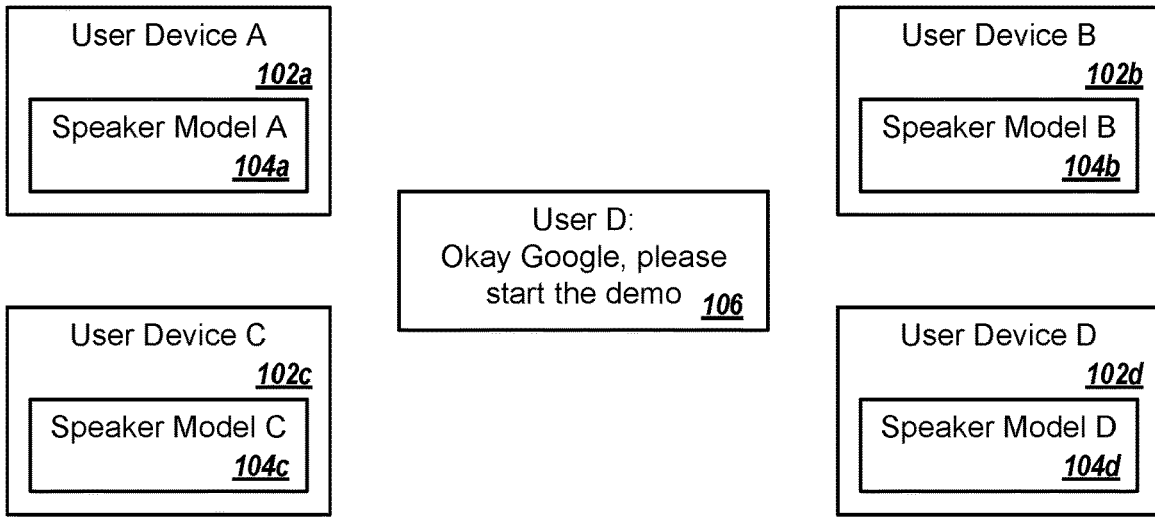 User Device A
102a
Speaker Model A
104a
User Device B
102b
Speaker Model B
104b
User D:
Okay Google, please
start the demo 106
User Device C
102c
Speaker Model C
104c
User Device D
102d
Speaker Model D
104d